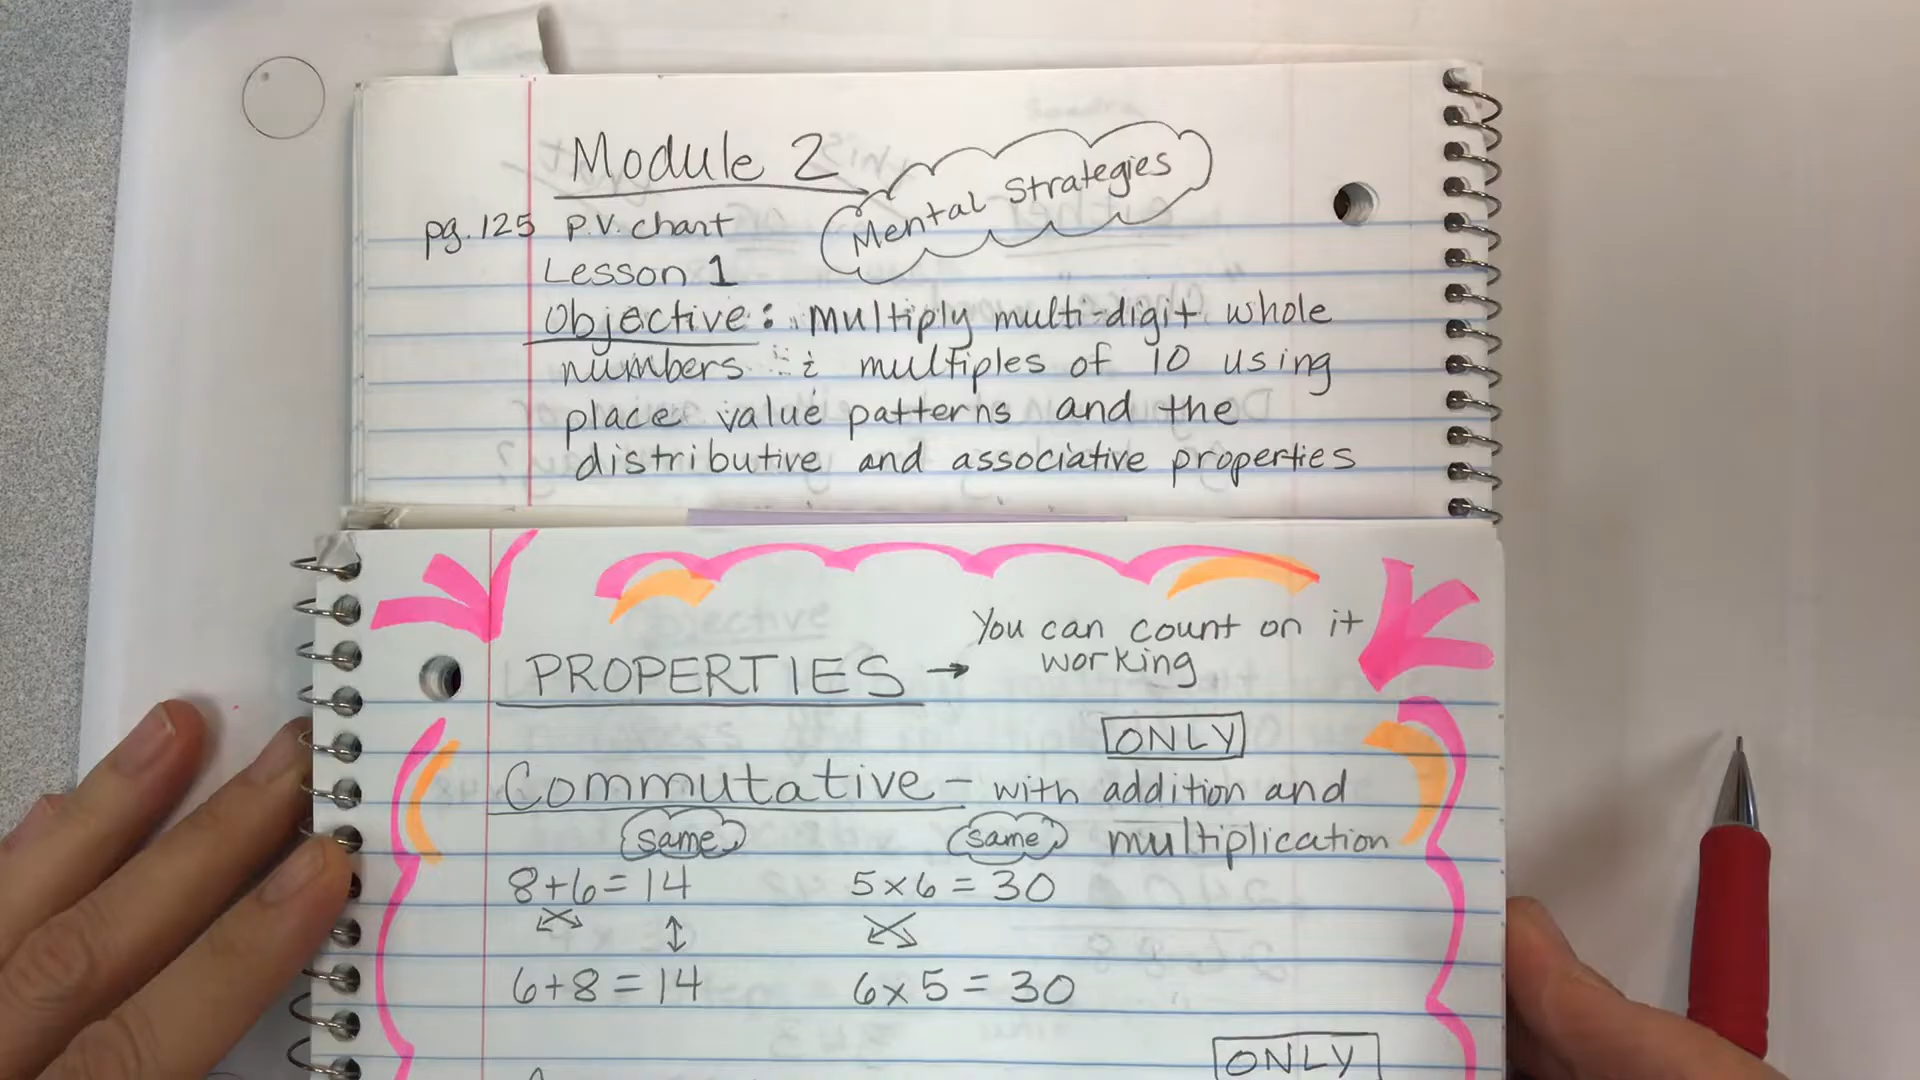 Module 2
Mental Strategies
pg. 125 P.V. chart
Lesson 1
Objective: Multiply multi-digit whole
numbers & multiples of 10 using
place value patterns and the
distributive and associative properties
You can count on it
PROPERTIES → working
ONLY
Commutative - with addition and
same same multiplication
8+6=14 5×6=30
6+8=14 6×5=30
ONLY